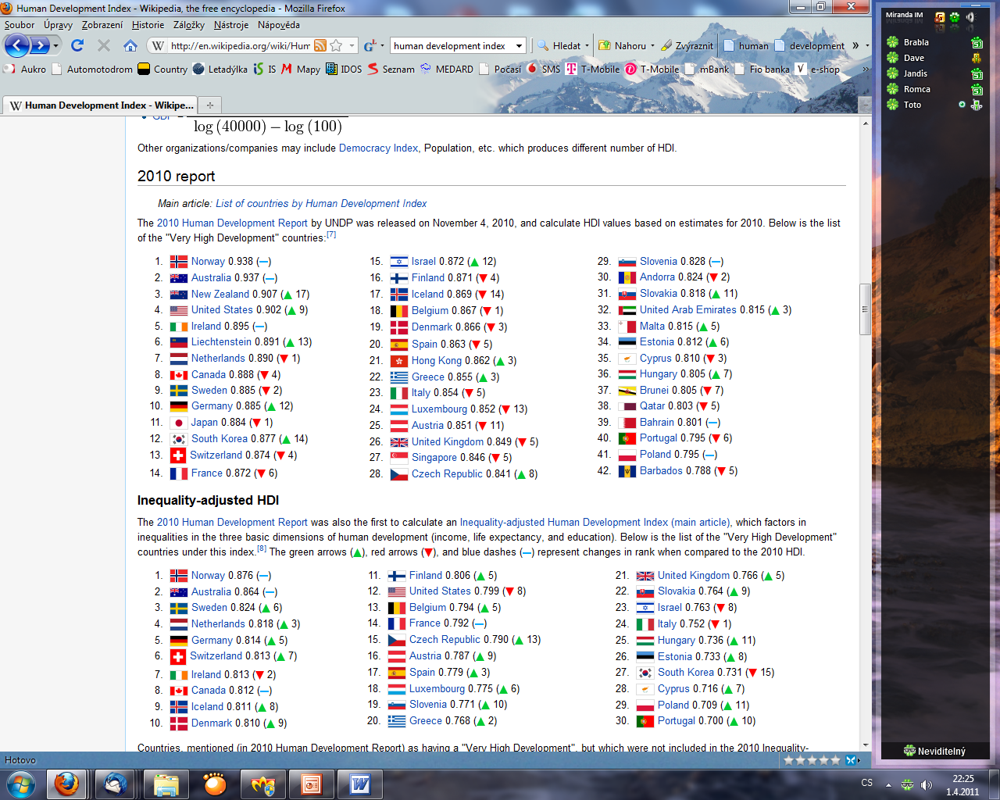 Human Development Index - Wikipedia, the free encyclopedia - Mozilla Firefox
Soubor Úpravy Zobrazení Historie Záložky Nástroje Nápověda
W http://en.wikipedia.org/wiki/Hum human development index Hledat Nahoru Zvýraznit human development »
Aukro Automotodrom Country Letadýlka IS Mapy IDOS Seznam MEDARD Počasí SMS T-Mobile T-Mobile mBank Fio banka e-shop »
W Human Development Index - Wikipe...
log (40000) − log (100)
Other organizations/companies may include Democracy Index, Population, etc. which produces different number of HDI.
2010 report
Main article: List of countries by Human Development Index
The 2010 Human Development Report by UNDP was released on November 4, 2010, and calculate HDI values based on estimates for 2010. Below is the list
of the "Very High Development" countries:[7]
1. Norway 0.938 (—)
2. Australia 0.937 (—)
3. New Zealand 0.907 (▲ 17)
4. United States 0.902 (▲ 9)
5. Ireland 0.895 (—)
6. Liechtenstein 0.891 (▲ 13)
7. Netherlands 0.890 (▼ 1)
8. Canada 0.888 (▼ 4)
9. Sweden 0.885 (▼ 2)
10. Germany 0.885 (▲ 12)
11. Japan 0.884 (▼ 1)
12. South Korea 0.877 (▲ 14)
13. Switzerland 0.874 (▼ 4)
14. France 0.872 (▼ 6)
15. Israel 0.872 (▲ 12)
16. Finland 0.871 (▼ 4)
17. Iceland 0.869 (▼ 14)
18. Belgium 0.867 (▼ 1)
19. Denmark 0.866 (▼ 3)
20. Spain 0.863 (▼ 5)
21. Hong Kong 0.862 (▲ 3)
22. Greece 0.855 (▲ 3)
23. Italy 0.854 (▼ 5)
24. Luxembourg 0.852 (▼ 13)
25. Austria 0.851 (▼ 11)
26. United Kingdom 0.849 (▼ 5)
27. Singapore 0.846 (▼ 5)
28. Czech Republic 0.841 (▲ 8)
29. Slovenia 0.828 (—)
30. Andorra 0.824 (▼ 2)
31. Slovakia 0.818 (▲ 11)
32. United Arab Emirates 0.815 (▲ 3)
33. Malta 0.815 (▲ 5)
34. Estonia 0.812 (▲ 6)
35. Cyprus 0.810 (▼ 3)
36. Hungary 0.805 (▲ 7)
37. Brunei 0.805 (▼ 7)
38. Qatar 0.803 (▼ 5)
39. Bahrain 0.801 (—)
40. Portugal 0.795 (▼ 6)
41. Poland 0.795 (—)
42. Barbados 0.788 (▼ 5)
Inequality-adjusted HDI
The 2010 Human Development Report was also the first to calculate an Inequality-adjusted Human Development Index (main article), which factors in
inequalities in the three basic dimensions of human development (income, life expectancy, and education). Below is the list of the "Very High Development"
countries under this index.[8] The green arrows (▲), red arrows (▼), and blue dashes (—) represent changes in rank when compared to the 2010 HDI.
1. Norway 0.876 (—)
2. Australia 0.864 (—)
3. Sweden 0.824 (▲ 6)
4. Netherlands 0.818 (▲ 3)
5. Germany 0.814 (▲ 5)
6. Switzerland 0.813 (▲ 7)
7. Ireland 0.813 (▼ 2)
8. Canada 0.812 (—)
9. Iceland 0.811 (▲ 8)
10. Denmark 0.810 (▲ 9)
11. Finland 0.806 (▲ 5)
12. United States 0.799 (▼ 8)
13. Belgium 0.794 (▲ 5)
14. France 0.792 (—)
15. Czech Republic 0.790 (▲ 13)
16. Austria 0.787 (▲ 9)
17. Spain 0.779 (▲ 3)
18. Luxembourg 0.775 (▲ 6)
19. Slovenia 0.771 (▲ 10)
20. Greece 0.768 (▲ 2)
21. United Kingdom 0.766 (▲ 5)
22. Slovakia 0.764 (▲ 9)
23. Israel 0.763 (▼ 8)
24. Italy 0.752 (▼ 1)
25. Hungary 0.736 (▲ 11)
26. Estonia 0.733 (▲ 8)
27. South Korea 0.731 (▼ 15)
28. Cyprus 0.716 (▲ 7)
29. Poland 0.709 (▲ 11)
30. Portugal 0.700 (▲ 10)
Countries, mentioned (in 2010 Human Development Report) as having a "Very High Development", but which were not included in the 2010 Inequality-
Hotovo
Miranda IM
Brabla
Dave
Jandis
Romca
Toto
Neviditelný
CS
22:25
1.4.2011